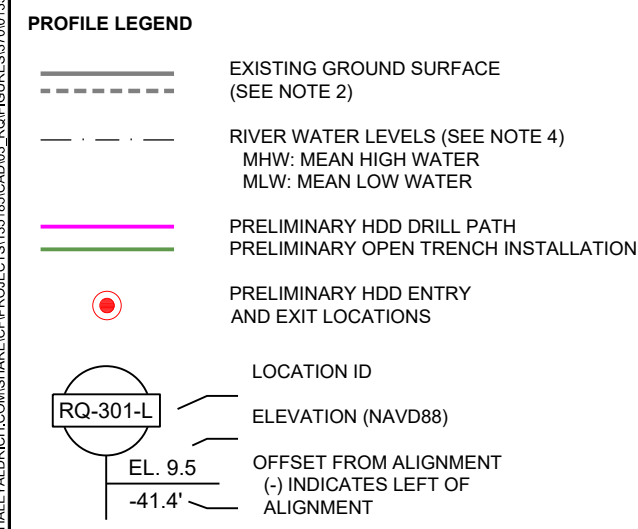 PROFILE LEGEND
EXISTING GROUND SURFACE
(SEE NOTE 2)
RIVER WATER LEVELS (SEE NOTE 4)
MHW: MEAN HIGH WATER
MLW: MEAN LOW WATER
PRELIMINARY HDD DRILL PATH
PRELIMINARY OPEN TRENCH INSTALLATION
PRELIMINARY HDD ENTRY
AND EXIT LOCATIONS
LOCATION ID
RQ-301-L
ELEVATION (NAVD88)
EL. 9.5
-41.4'
OFFSET FROM ALIGNMENT
(-) INDICATES LEFT OF
ALIGNMENT